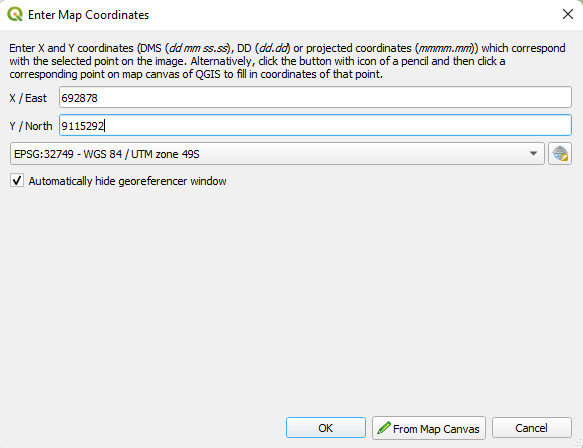 Enter Map Coordinates
Enter X and Y coordinates (DMS (dd mm ss.ss), DD (dd.dd) or projected coordinates (mmmm.mm)) which correspond
with the selected point on the image. Alternatively, click the button with icon of a pencil and then click a
corresponding point on map canvas of QGIS to fill in coordinates of that point.
X / East 692878
Y / North 9115292
EPSG:32749 - WGS 84 / UTM zone 49S
Automatically hide georeferencer window
OK From Map Canvas Cancel